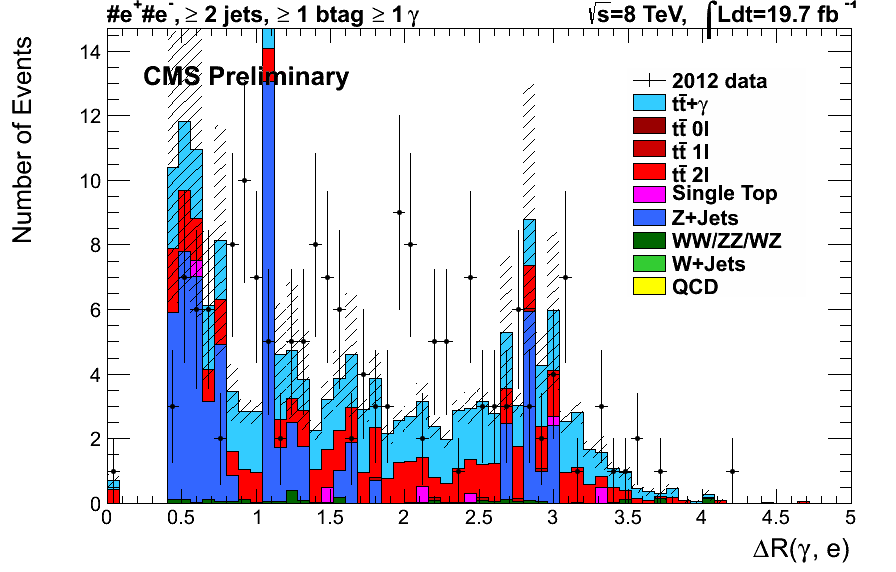 #e⁺#e⁻, ≥ 2 jets, ≥ 1 btag ≥ 1 γ
√s=8 TeV, ∫Ldt=19.7 fb⁻¹
CMS Preliminary
2012 data
tt̄+γ
tt̄ 0l
tt̄ 1l
tt̄ 2l
Single Top
Z+Jets
WW/ZZ/WZ
W+Jets
QCD
Number of Events
14
12
10
8
6
4
2
0
0 0.5 1 1.5 2 2.5 3 3.5 4 4.5 5
ΔR(γ, e)